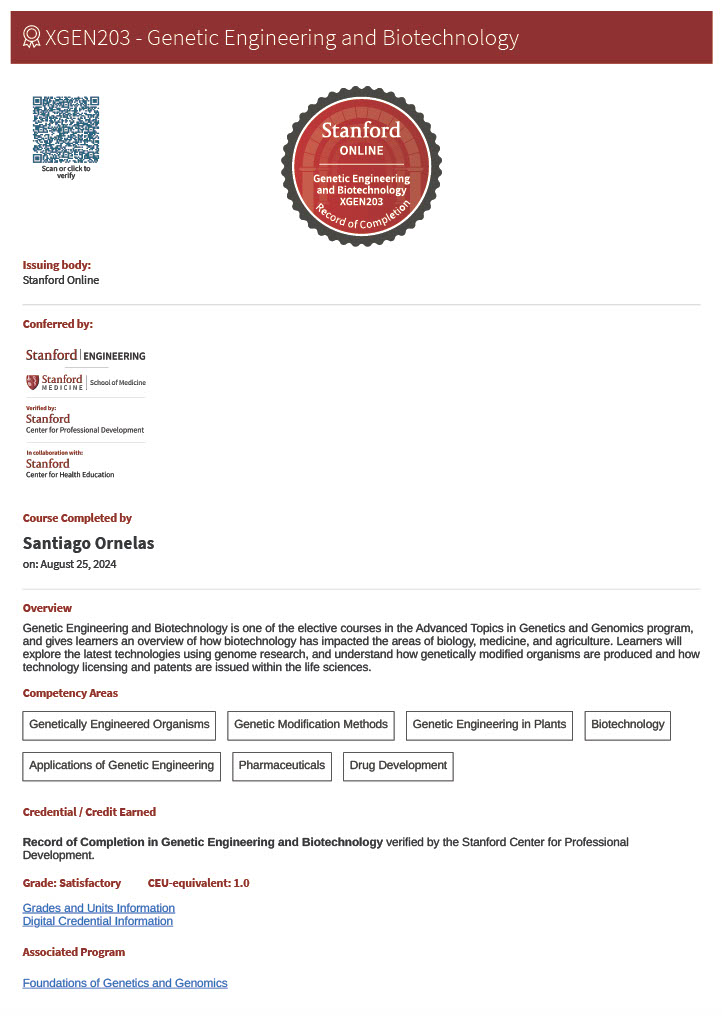 XGEN203 - Genetic Engineering and Biotechnology
Scan or click to
verify
Stanford
ONLINE
Genetic Engineering
and Biotechnology
XGEN203
Record of Completion
Issuing body:
Stanford Online
Conferred by:
Stanford | ENGINEERING
Stanford
MEDICINE | School of Medicine
Verified by:
Stanford
Center for Professional Development
In collaboration with:
Stanford
Center for Health Education
Course Completed by
Santiago Ornelas
on: August 25, 2024
Overview
Genetic Engineering and Biotechnology is one of the elective courses in the Advanced Topics in Genetics and Genomics program,
and gives learners an overview of how biotechnology has impacted the areas of biology, medicine, and agriculture. Learners will
explore the latest technologies using genome research, and understand how genetically modified organisms are produced and how
technology licensing and patents are issued within the life sciences.
Competency Areas
Genetically Engineered Organisms Genetic Modification Methods Genetic Engineering in Plants Biotechnology
Applications of Genetic Engineering Pharmaceuticals Drug Development
Credential / Credit Earned
Record of Completion in Genetic Engineering and Biotechnology verified by the Stanford Center for Professional
Development.
Grade: Satisfactory CEU-equivalent: 1.0
Grades and Units Information
Digital Credential Information
Associated Program
Foundations of Genetics and Genomics